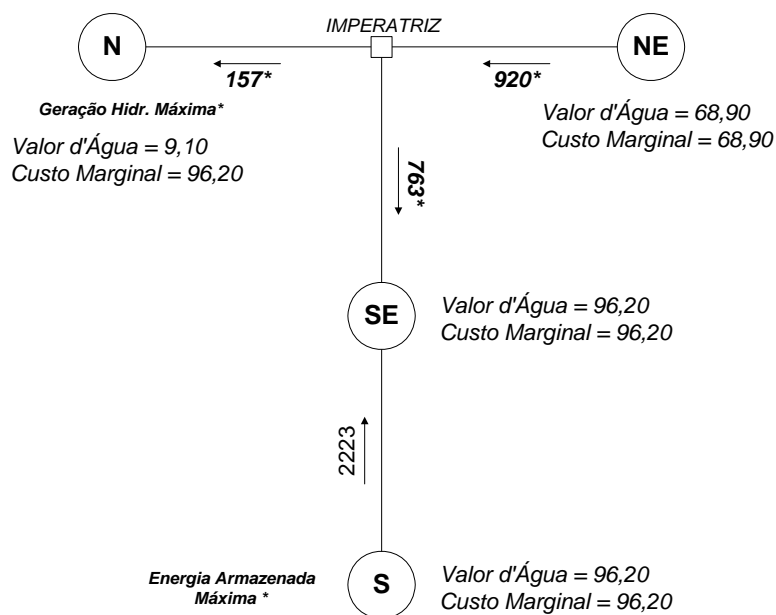 IMPERATRIZ
N
NE
157*
920*
Geração Hidr. Máxima*
Valor d'Água = 9,10
Custo Marginal = 96,20
Valor d'Água = 68,90
Custo Marginal = 68,90
763*
SE
Valor d'Água = 96,20
Custo Marginal = 96,20
2223
Energia Armazenada
Máxima *
S
Valor d'Água = 96,20
Custo Marginal = 96,20